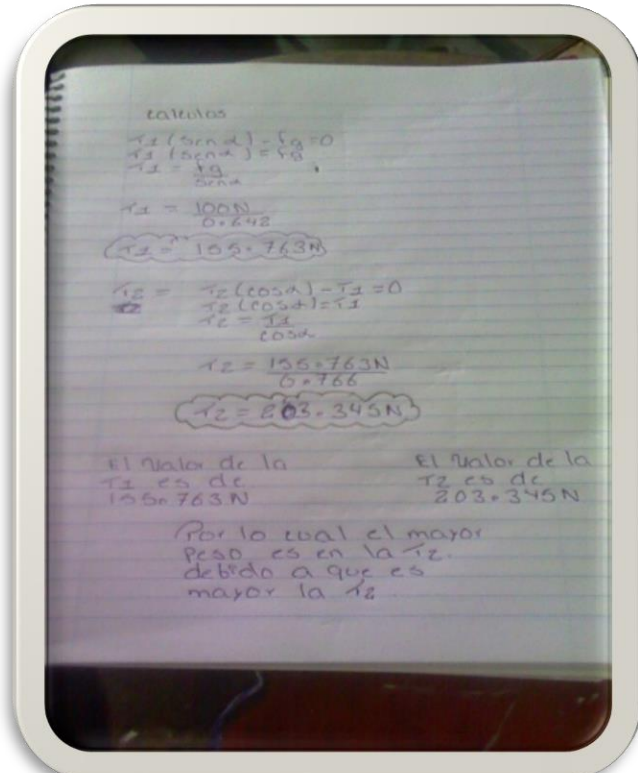 calculos
T1 (sen α) - fg = 0
T1 (sen α) = fg
T1 = fg
sen α
T1 = 100N
0.642
T1 = 155.763N
T2 = T2 (cos α) - T1 = 0
T2 (cos α) = T1
T2 = T1
cos α
T2 = 155.763N
0.766
T2 = 203.345N
El valor de la
T1 es de
155.763N
El valor de la
T2 es de
203.345N
Por lo cual el mayor
peso es en la T2.
debido a que es
mayor la T2